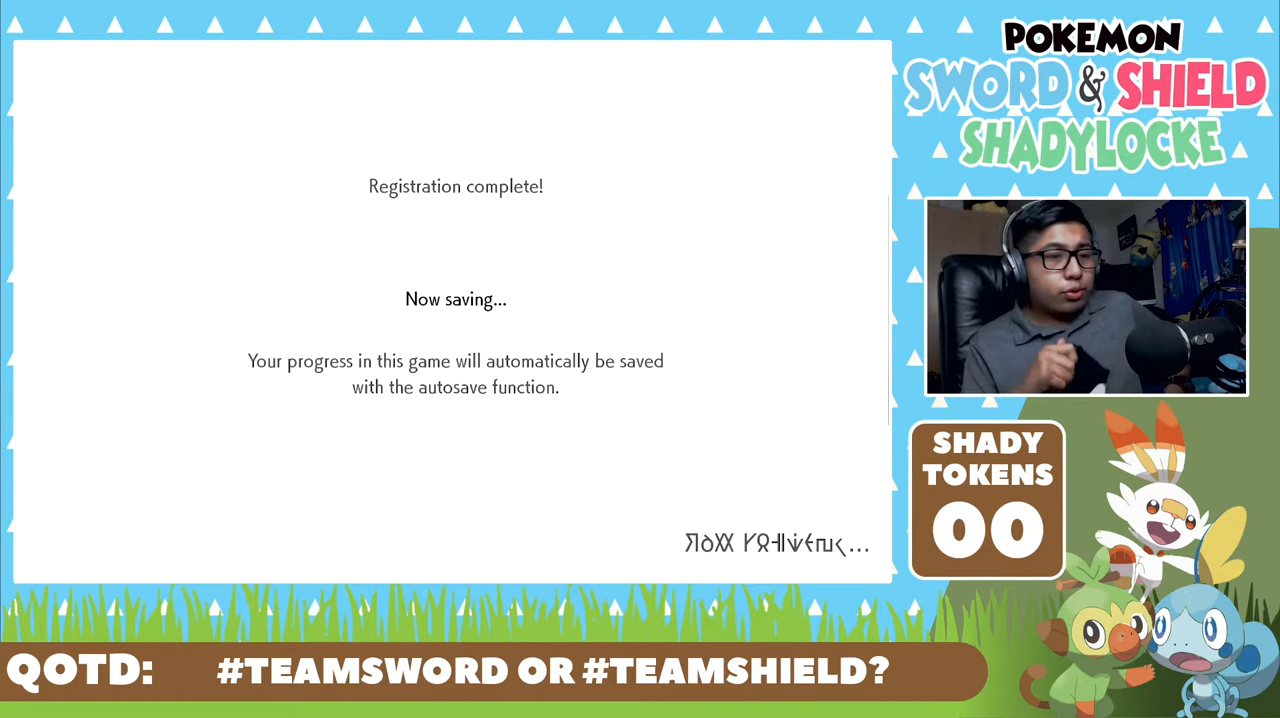 Registration complete!
Now saving...
Your progress in this game will automatically be saved
with the autosave function.
POKEMON
SWORD & SHIELD
SHADYLOCKE
SHADY
TOKENS
00
QOTD: #TEAMSWORD OR #TEAMSHIELD?